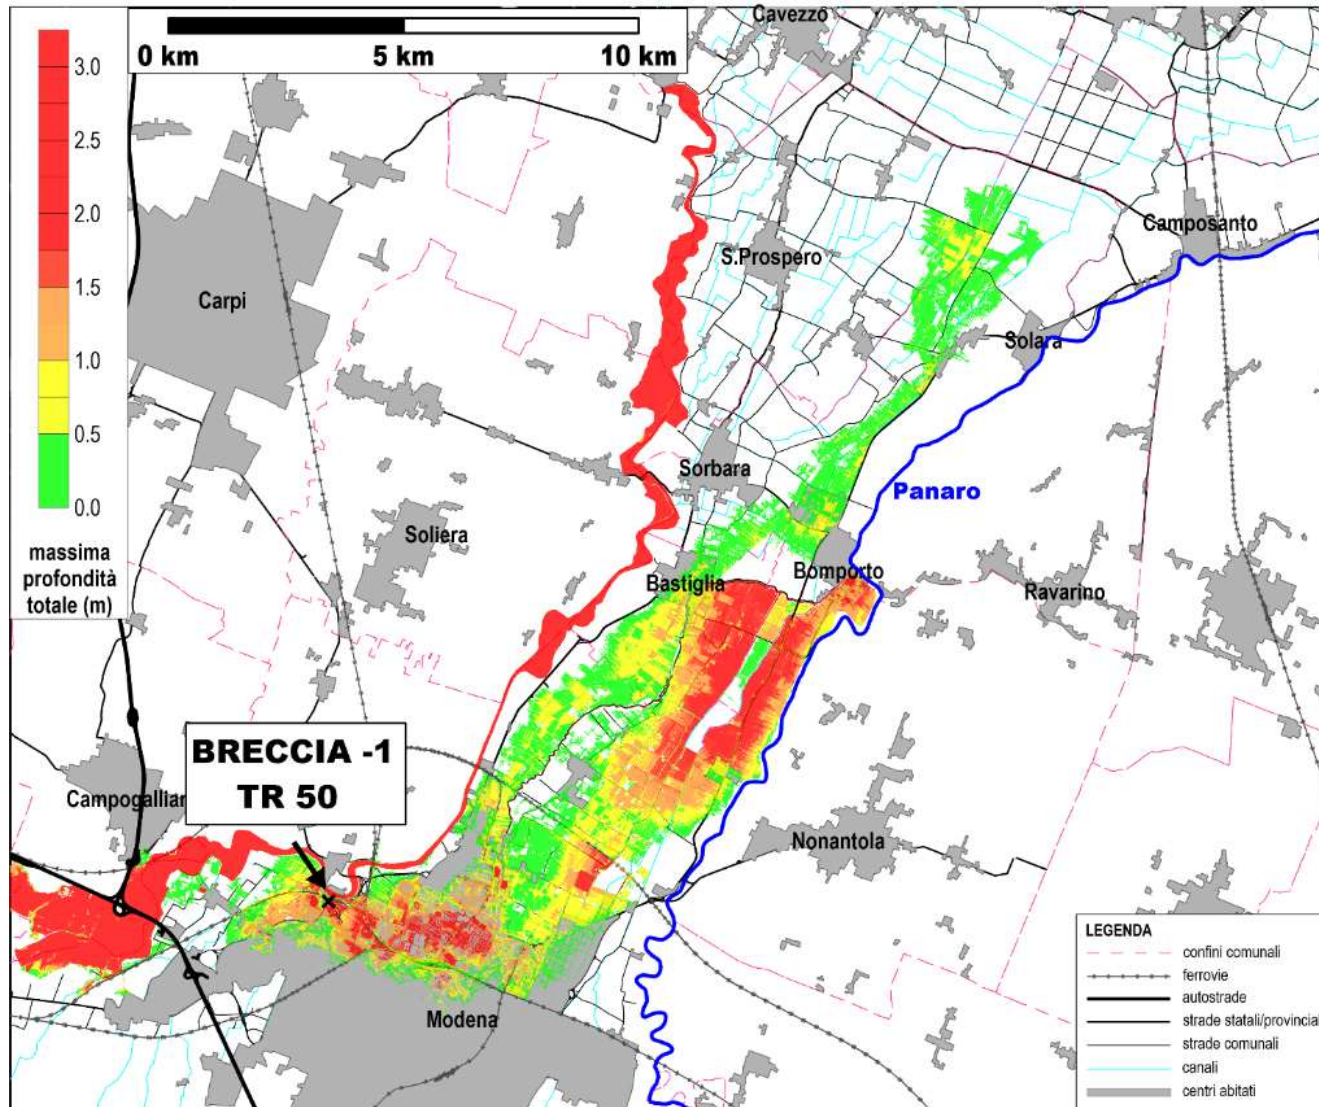 Cavezzo
0 km
5 km
10 km
3.0
2.5
2.0
1.5
1.0
0.5
0.0
massima
profondità
totale (m)
Camposanto
S.Prospero
Carpi
Solara
Sorbara
Panaro
Soliera
Bastiglia
Bomporto
Ravarino
BRECCIA -1
TR 50
Campogalliar
Nonantola
Modena
LEGENDA
confini comunali
ferrovie
autostrade
strade statali/provincial
strade comunali
canali
centri abitati